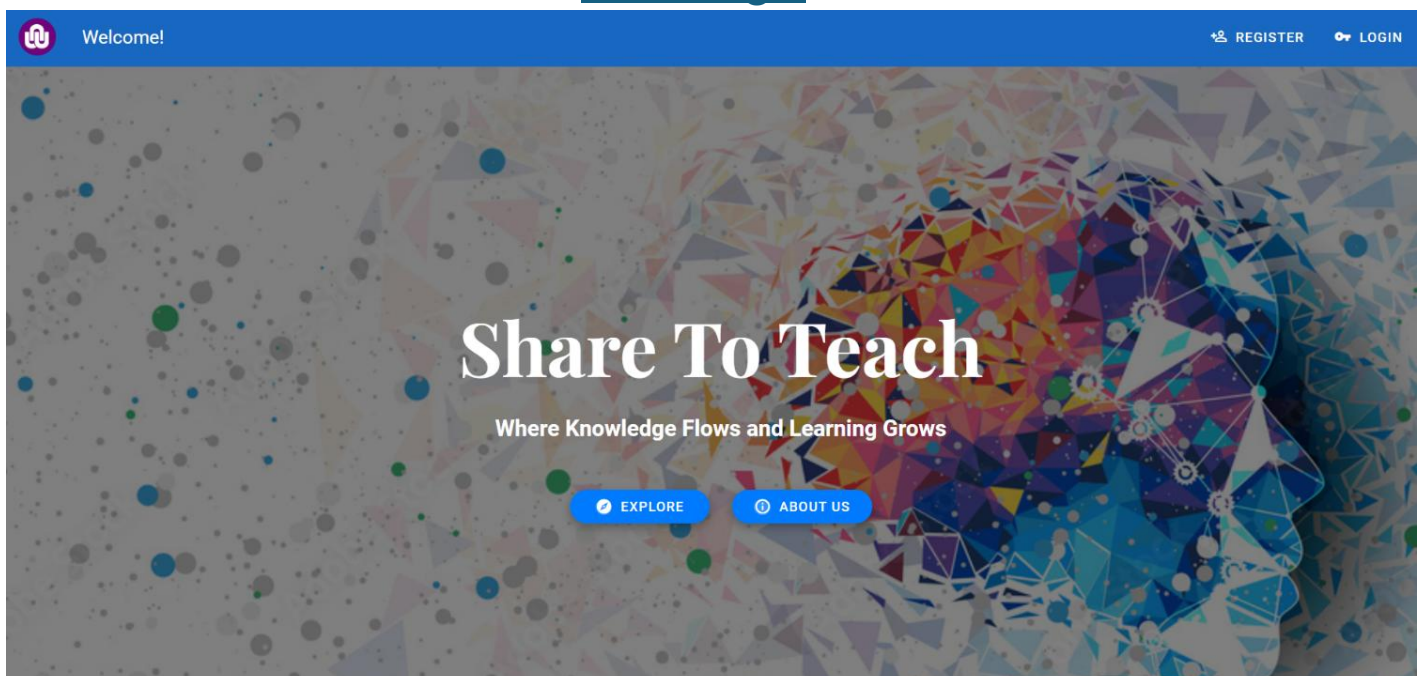 Welcome!
REGISTER LOGIN
Share To Teach
Where Knowledge Flows and Learning Grows
EXPLORE ABOUT US